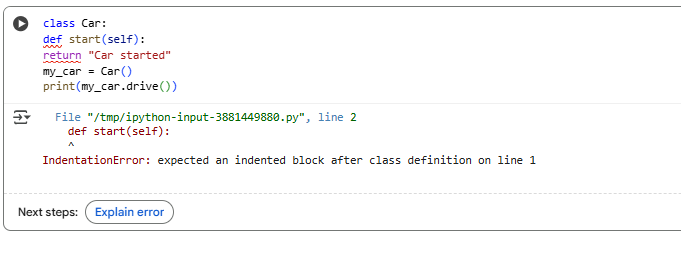 class Car:
def start(self):
return "Car started"
my_car = Car()
print(my_car.drive())
File "/tmp/ipython-input-3881449880.py", line 2
def start(self):
^
IndentationError: expected an indented block after class definition on line 1
Next steps: Explain error